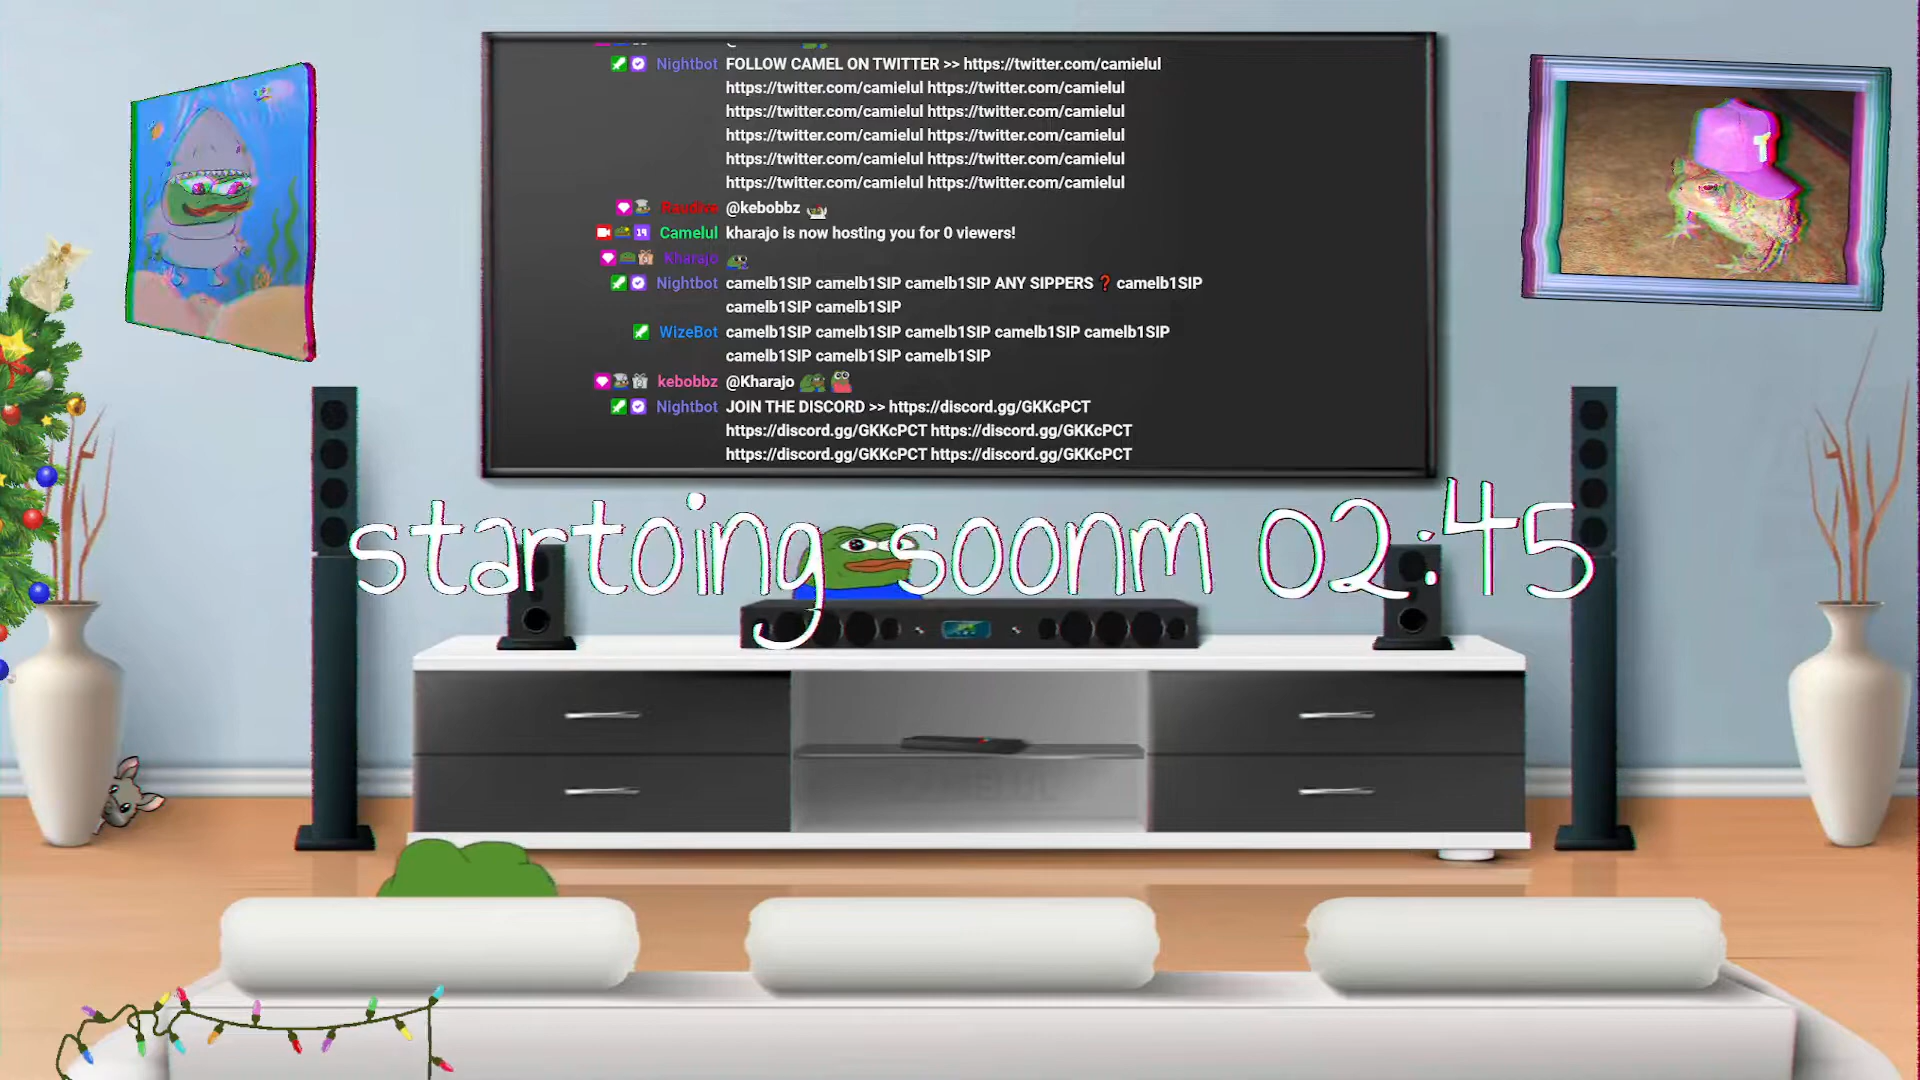 Nightbot FOLLOW CAMEL ON TWITTER >> https://twitter.com/camielul
https://twitter.com/camielul https://twitter.com/camielul
https://twitter.com/camielul https://twitter.com/camielul
https://twitter.com/camielul https://twitter.com/camielul
https://twitter.com/camielul https://twitter.com/camielul
https://twitter.com/camielul https://twitter.com/camielul
@kebobbz
19 Camelul kharajo is now hosting you for 0 viewers!
Kharajo
Nightbot camelb1SIP camelb1SIP camelb1SIP ANY SIPPERS ❓ camelb1SIP
camelb1SIP camelb1SIP
WizeBot camelb1SIP camelb1SIP camelb1SIP camelb1SIP camelb1SIP
camelb1SIP camelb1SIP camelb1SIP
kebobbz @Kharajo
Nightbot JOIN THE DISCORD >> https://discord.gg/GKKcPCT
https://discord.gg/GKKcPCT https://discord.gg/GKKcPCT
https://discord.gg/GKKcPCT https://discord.gg/GKKcPCT
startoing soonm 02:45